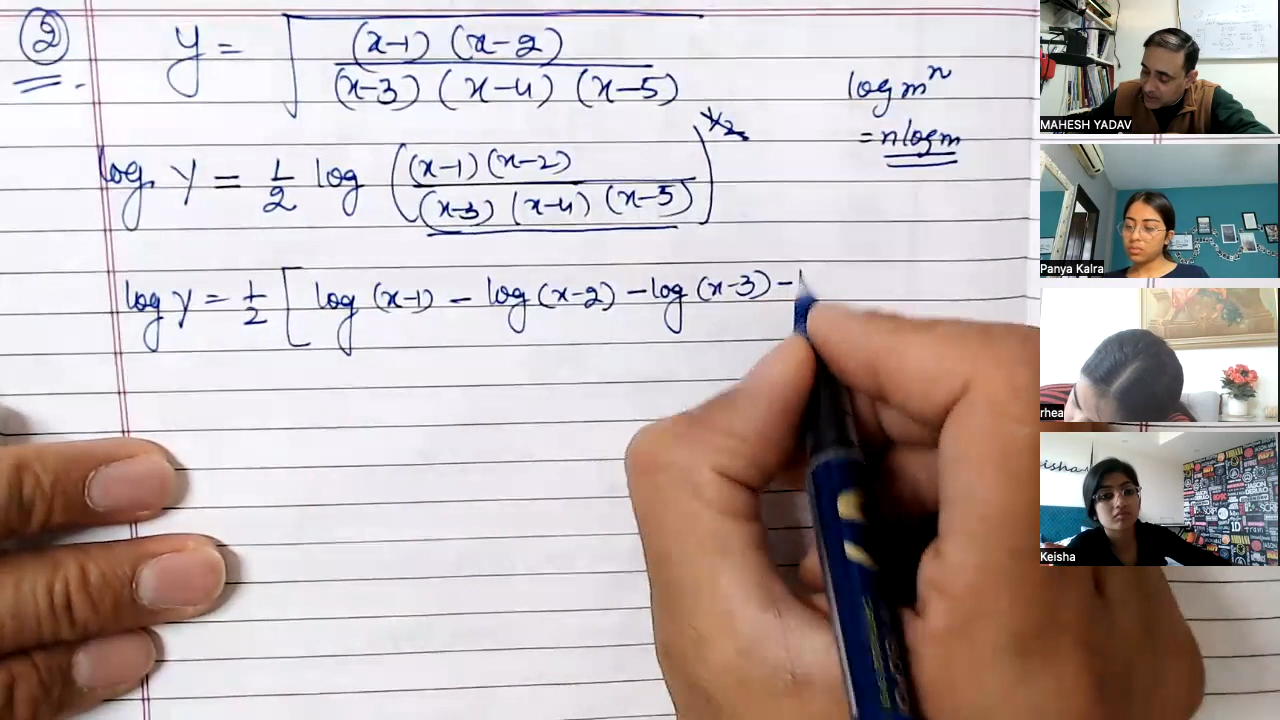 ② y = √((x-1) (x-2) / (x-3) (x-4) (x-5))
log m^n
= n log m
log y = 1/2 log ((x-1) (x-2) / (x-3) (x-4) (x-5))^1/2
log y = 1/2 [ log (x-1) - log (x-2) - log (x-3) -
MAHESH YADAV
Panya Kalra
rhea
Keisha